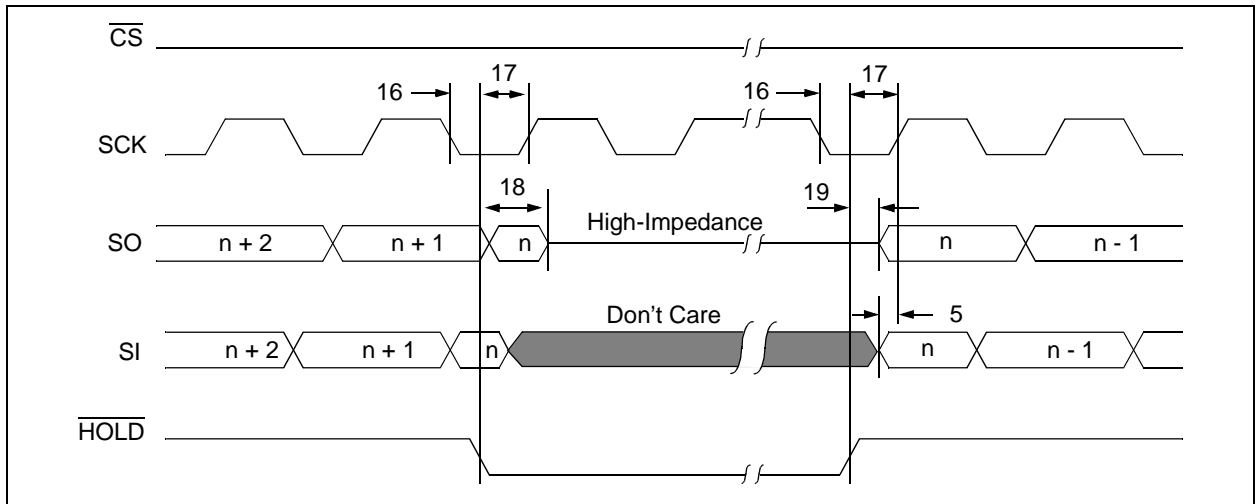 CS
17 17
16 16
SCK
18 19
High-Impedance
SO n + 2 n + 1 n n n - 1
Don't Care 5
SI n + 2 n + 1 n n n - 1
HOLD